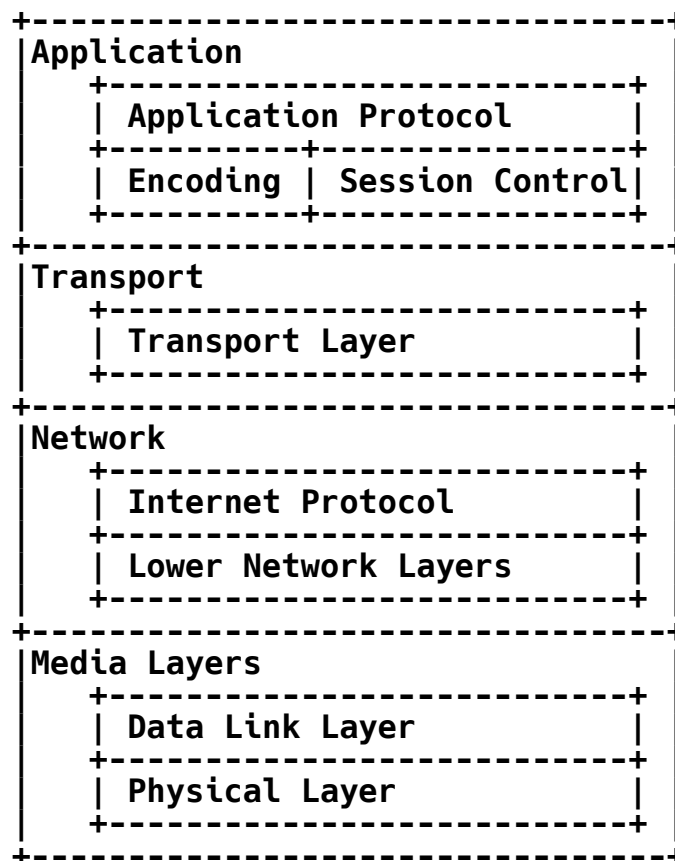 Application
Application Protocol
Encoding | Session Control
Transport
Transport Layer
Network
Internet Protocol
Lower Network Layers
Media Layers
Data Link Layer
Physical Layer